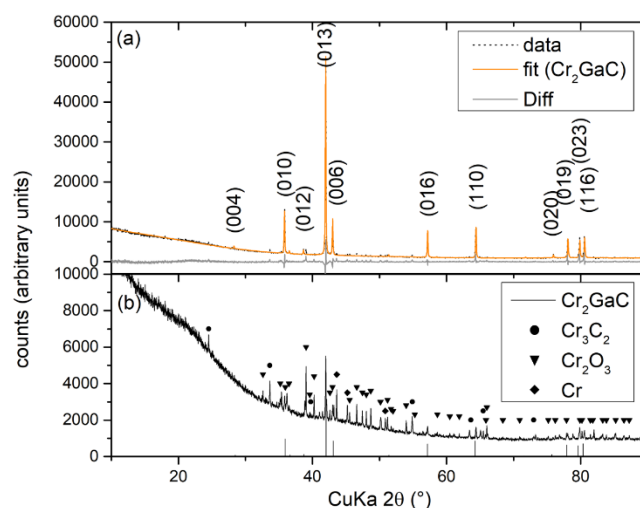 60000
50000
40000
30000
20000
10000
0
(a)
(004)
(010)
(012)
(013)
(006)
(016)
(110)
(020)
(019)
(023)
(116)
data
fit (Cr₂GaC)
Diff
counts (arbitrary units)
10000
8000
6000
4000
2000
0
(b)
Cr₂GaC
Cr₃C₂
Cr₂O₃
Cr
20
40
60
80
CuKa 2θ (°)